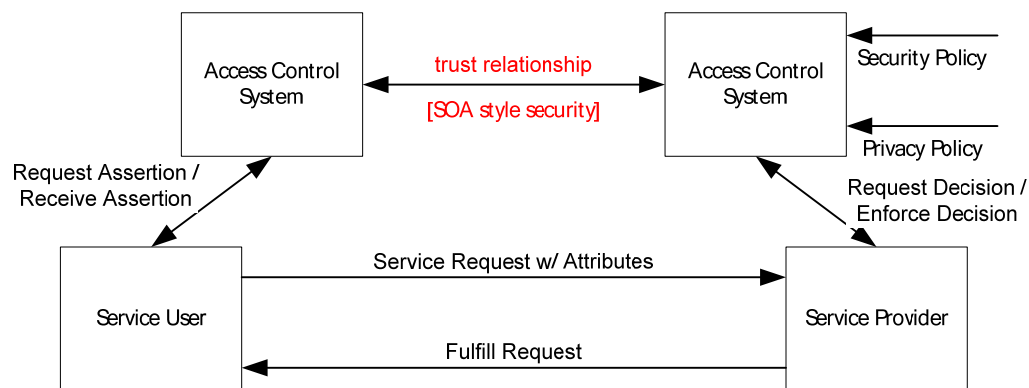 Access Control
System
trust relationship
[SOA style security]
Access Control
System
Security Policy
Privacy Policy
Request Assertion /
Receive Assertion
Request Decision /
Enforce Decision
Service User
Service Request w/ Attributes
Service Provider
Fulfill Request